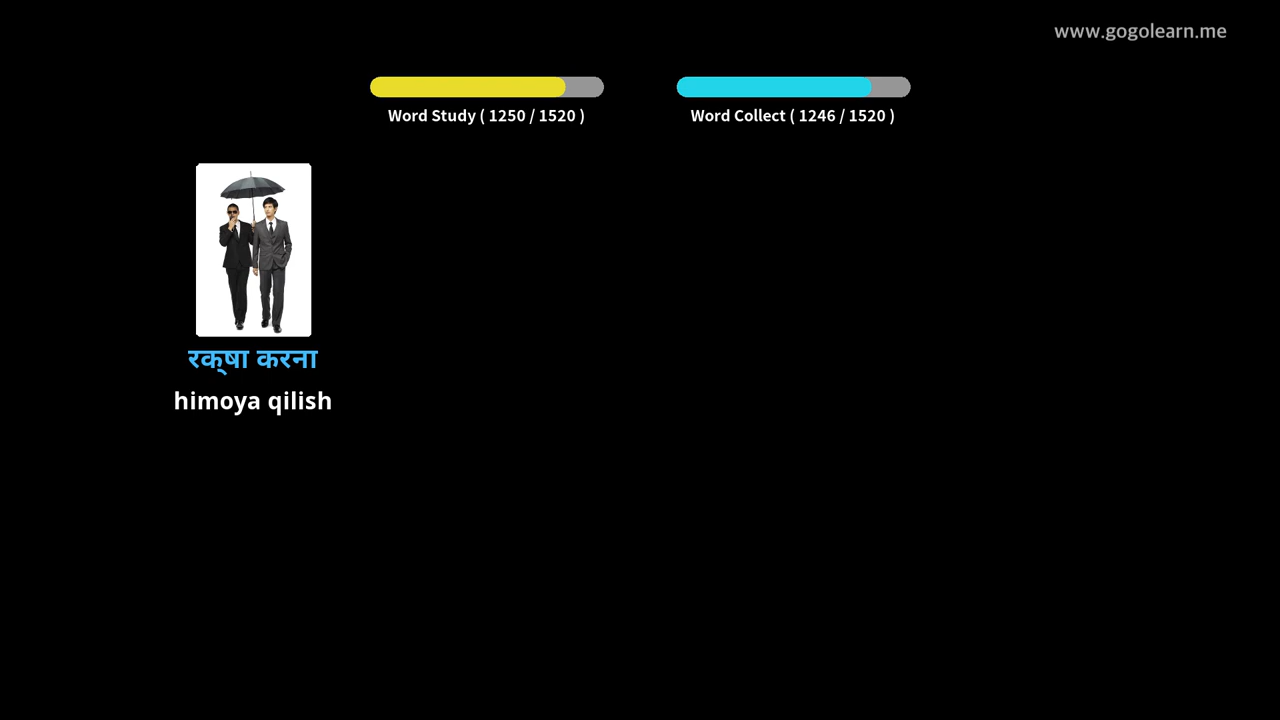 www.gogolearn.me
Word Study ( 1250 / 1520 )
Word Collect ( 1246 / 1520 )
रक्षा करना
himoya qilish